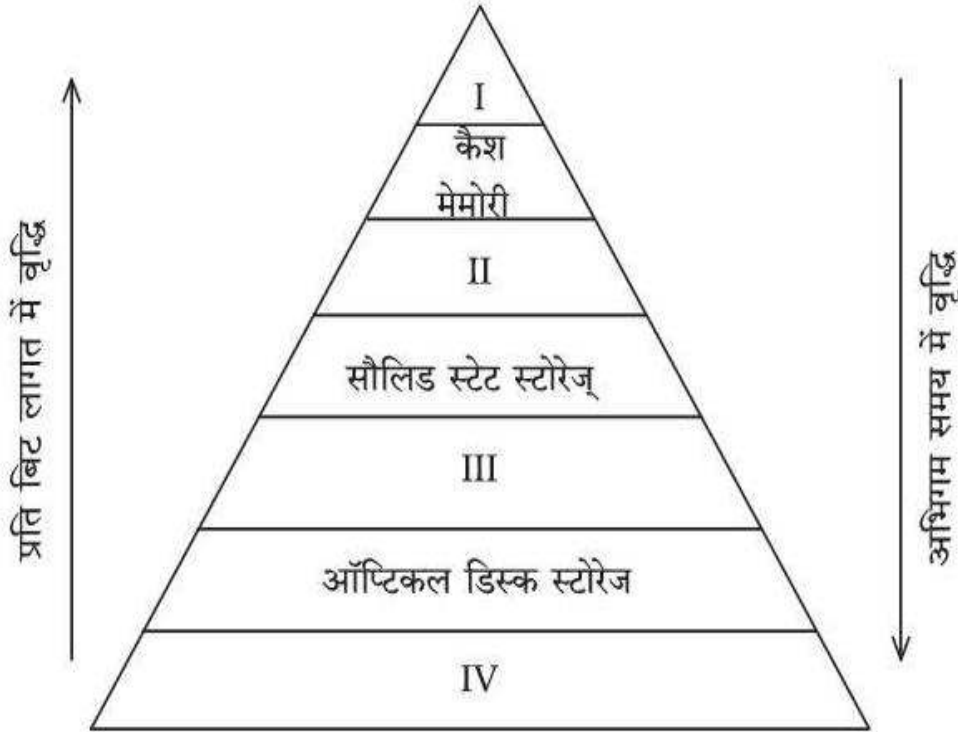 I
कैश
मेमोरी
II
सौलिड स्टेट स्टोरेज्
III
ऑप्टिकल डिस्क स्टोरेज
IV
प्रति बिट लागत में वृद्धि
अभिगम समय में वृद्धि